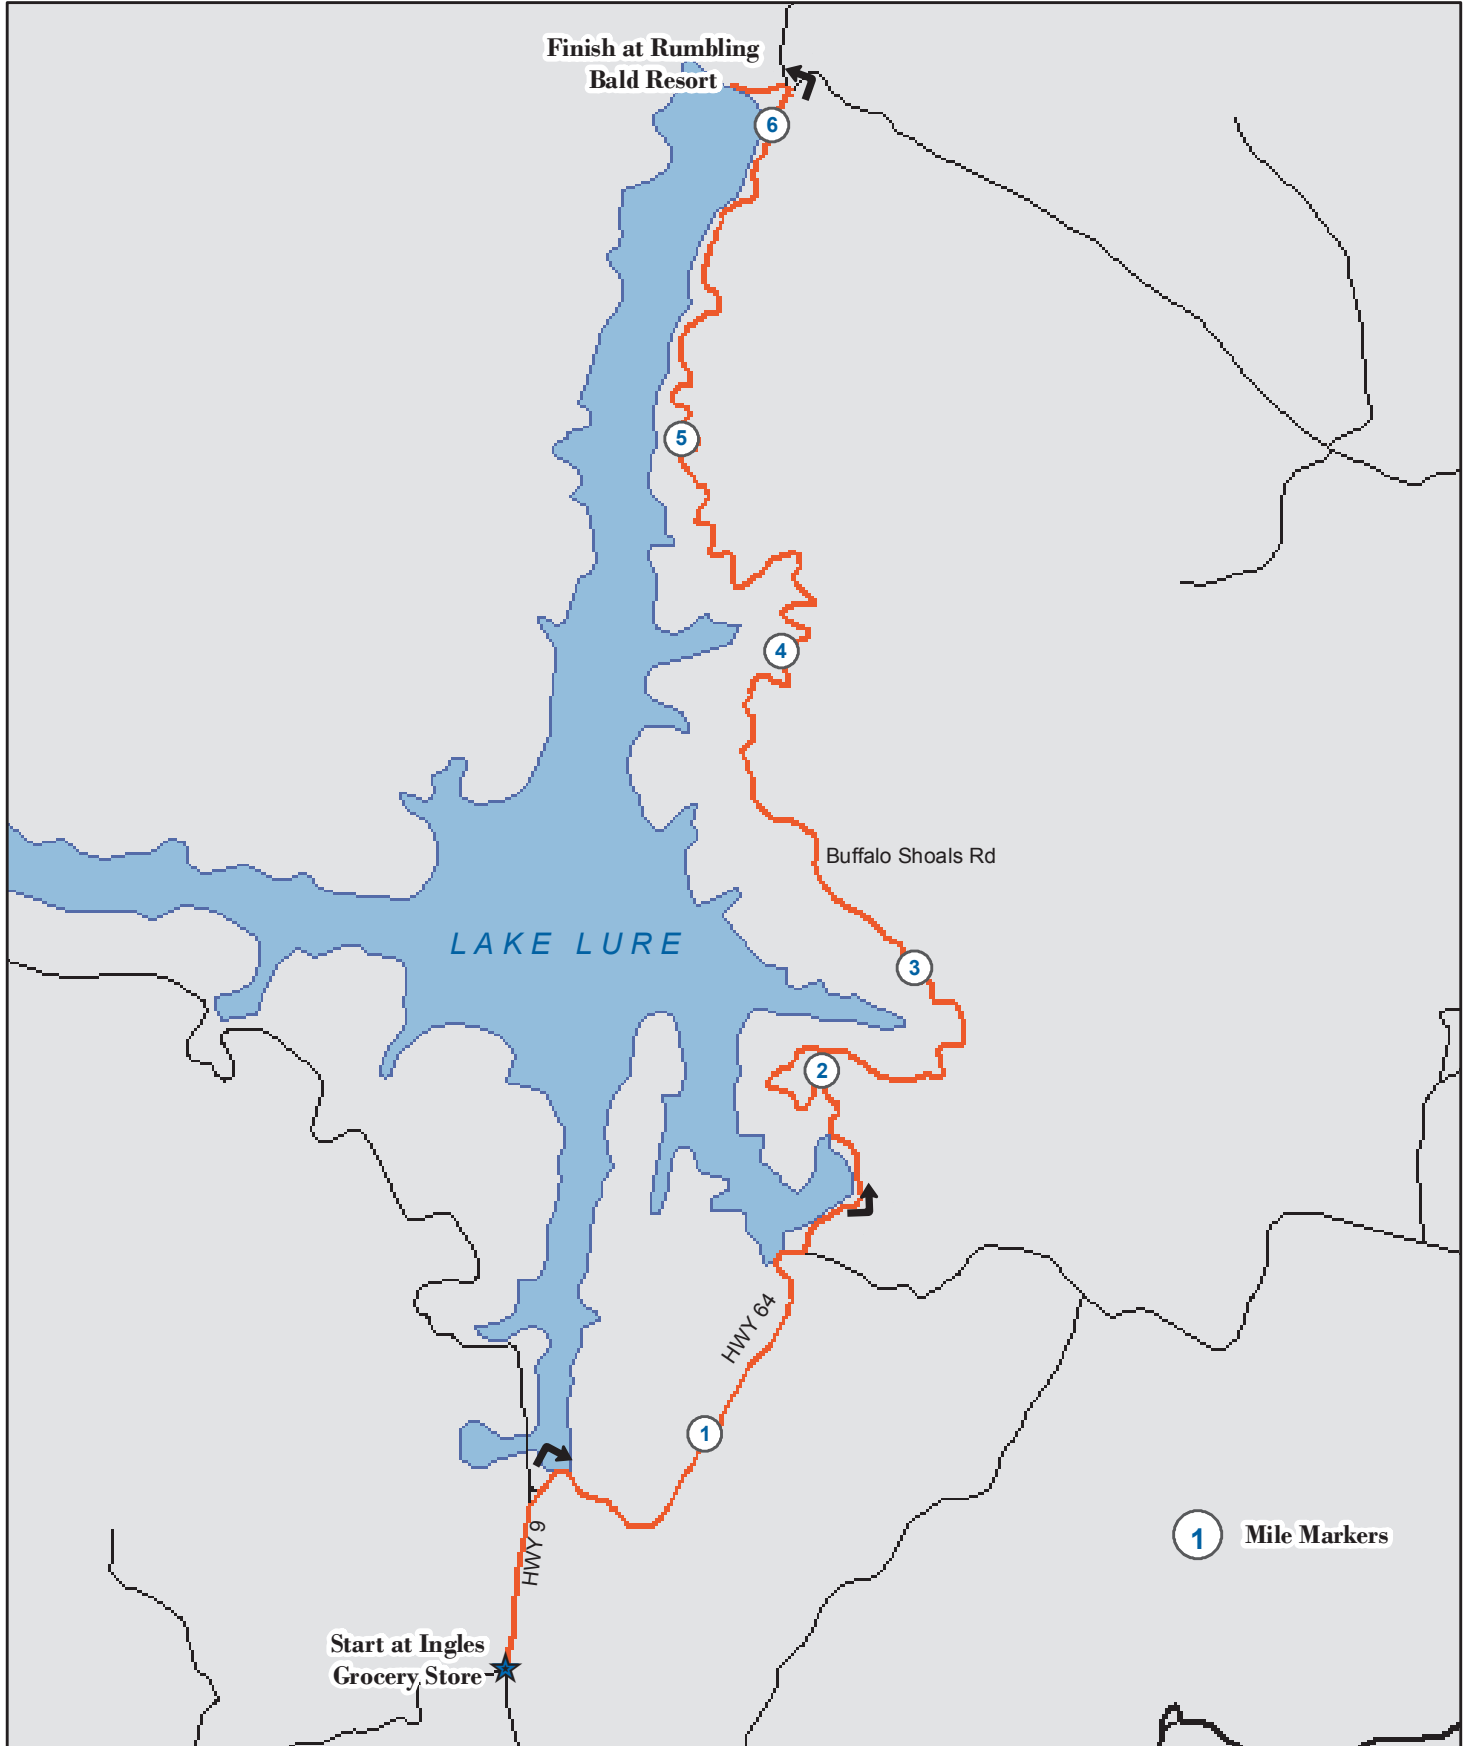 Finish at Rumbling
Bald Resort
6
5
4
Buffalo Shoals Rd
LAKE LURE
3
2
HWY 64
1
HWY 9
1 Mile Markers
Start at Ingles
Grocery Store